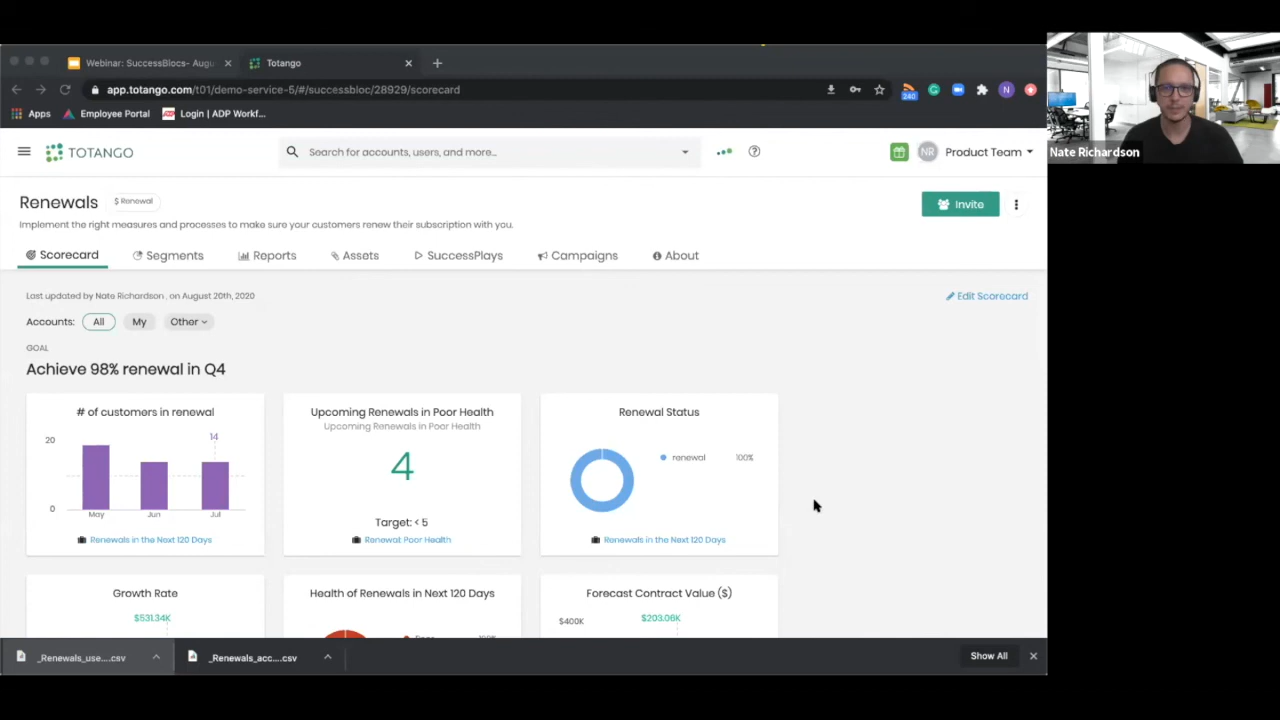 Webinar: SuccessBlocs- Augu
Totango
app.totango.com/t01/demo-service-5/#/successbloc/28929/scorecard
240
N
Apps
Employee Portal
Login | ADP Workf...
Nate Richardson
TOTANGO
Search for accounts, users, and more...
NR
Product Team
Renewals
$ Renewal
Invite
Implement the right measures and processes to make sure your customers renew their subscription with you.
Scorecard
Segments
Reports
Assets
SuccessPlays
Campaigns
About
Last updated by Nate Richardson , on August 20th, 2020
Edit Scorecard
Accounts:
All
My
Other
GOAL
Achieve 98% renewal in Q4
# of customers in renewal
14
20
0
May
Jun
Jul
Renewals in the Next 120 Days
Upcoming Renewals in Poor Health
Upcoming Renewals in Poor Health
4
Target: < 5
Renewal: Poor Health
Renewal Status
renewal
100%
Renewals in the Next 120 Days
Growth Rate
$531.34K
Health of Renewals in Next 120 Days
100%
Forecast Contract Value ($)
$400K
$203.08K
_Renewals_use....csv
_Renewals_acc....csv
Show All